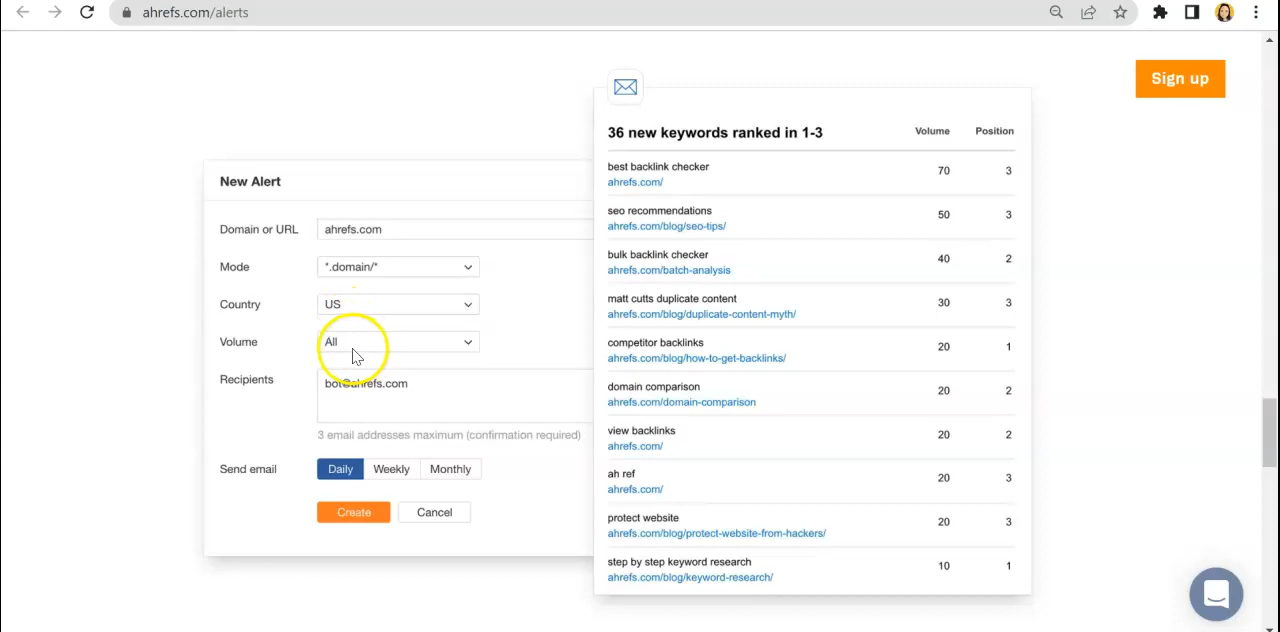 ahrefs.com/alerts
Sign up
New Alert
Domain or URL ahrefs.com
Mode *.domain/*
Country US
Volume All
Recipients bot@ahrefs.com
3 email addresses maximum (confirmation required)
Send email Daily Weekly Monthly
Create Cancel
36 new keywords ranked in 1-3 Volume Position
best backlink checker 70 3
ahrefs.com/
seo recommendations 50 3
ahrefs.com/blog/seo-tips/
bulk backlink checker 40 2
ahrefs.com/batch-analysis
matt cutts duplicate content 30 3
ahrefs.com/blog/duplicate-content-myth/
competitor backlinks 20 1
ahrefs.com/blog/how-to-get-backlinks/
domain comparison 20 2
ahrefs.com/domain-comparison
view backlinks 20 2
ahrefs.com/
ah ref 20 3
ahrefs.com/
protect website 20 3
ahrefs.com/blog/protect-website-from-hackers/
step by step keyword research 10 1
ahrefs.com/blog/keyword-research/